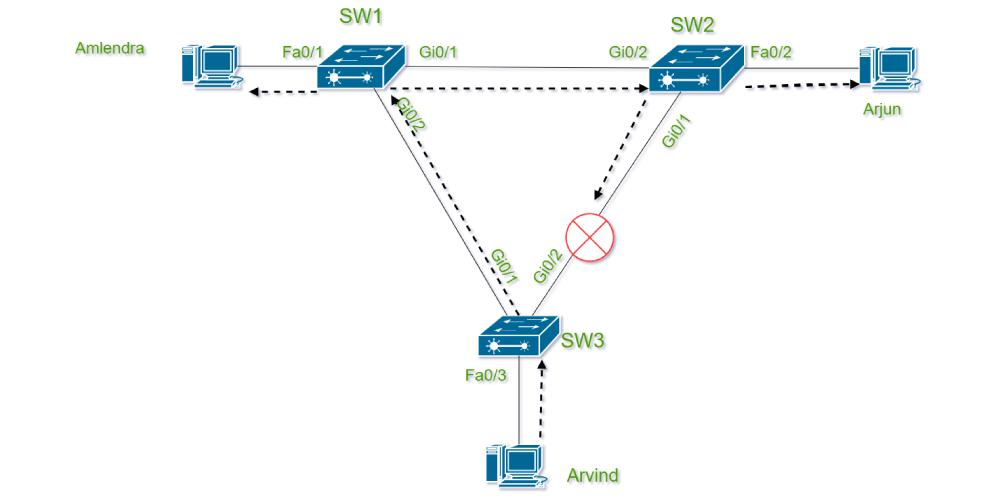 SW1
SW2
Amlendra
Fa0/1
Gi0/1
Gi0/2
Fa0/2
Arjun
Gi0/2
Gi0/1
Gi0/1
Gi0/2
SW3
Fa0/3
Arvind